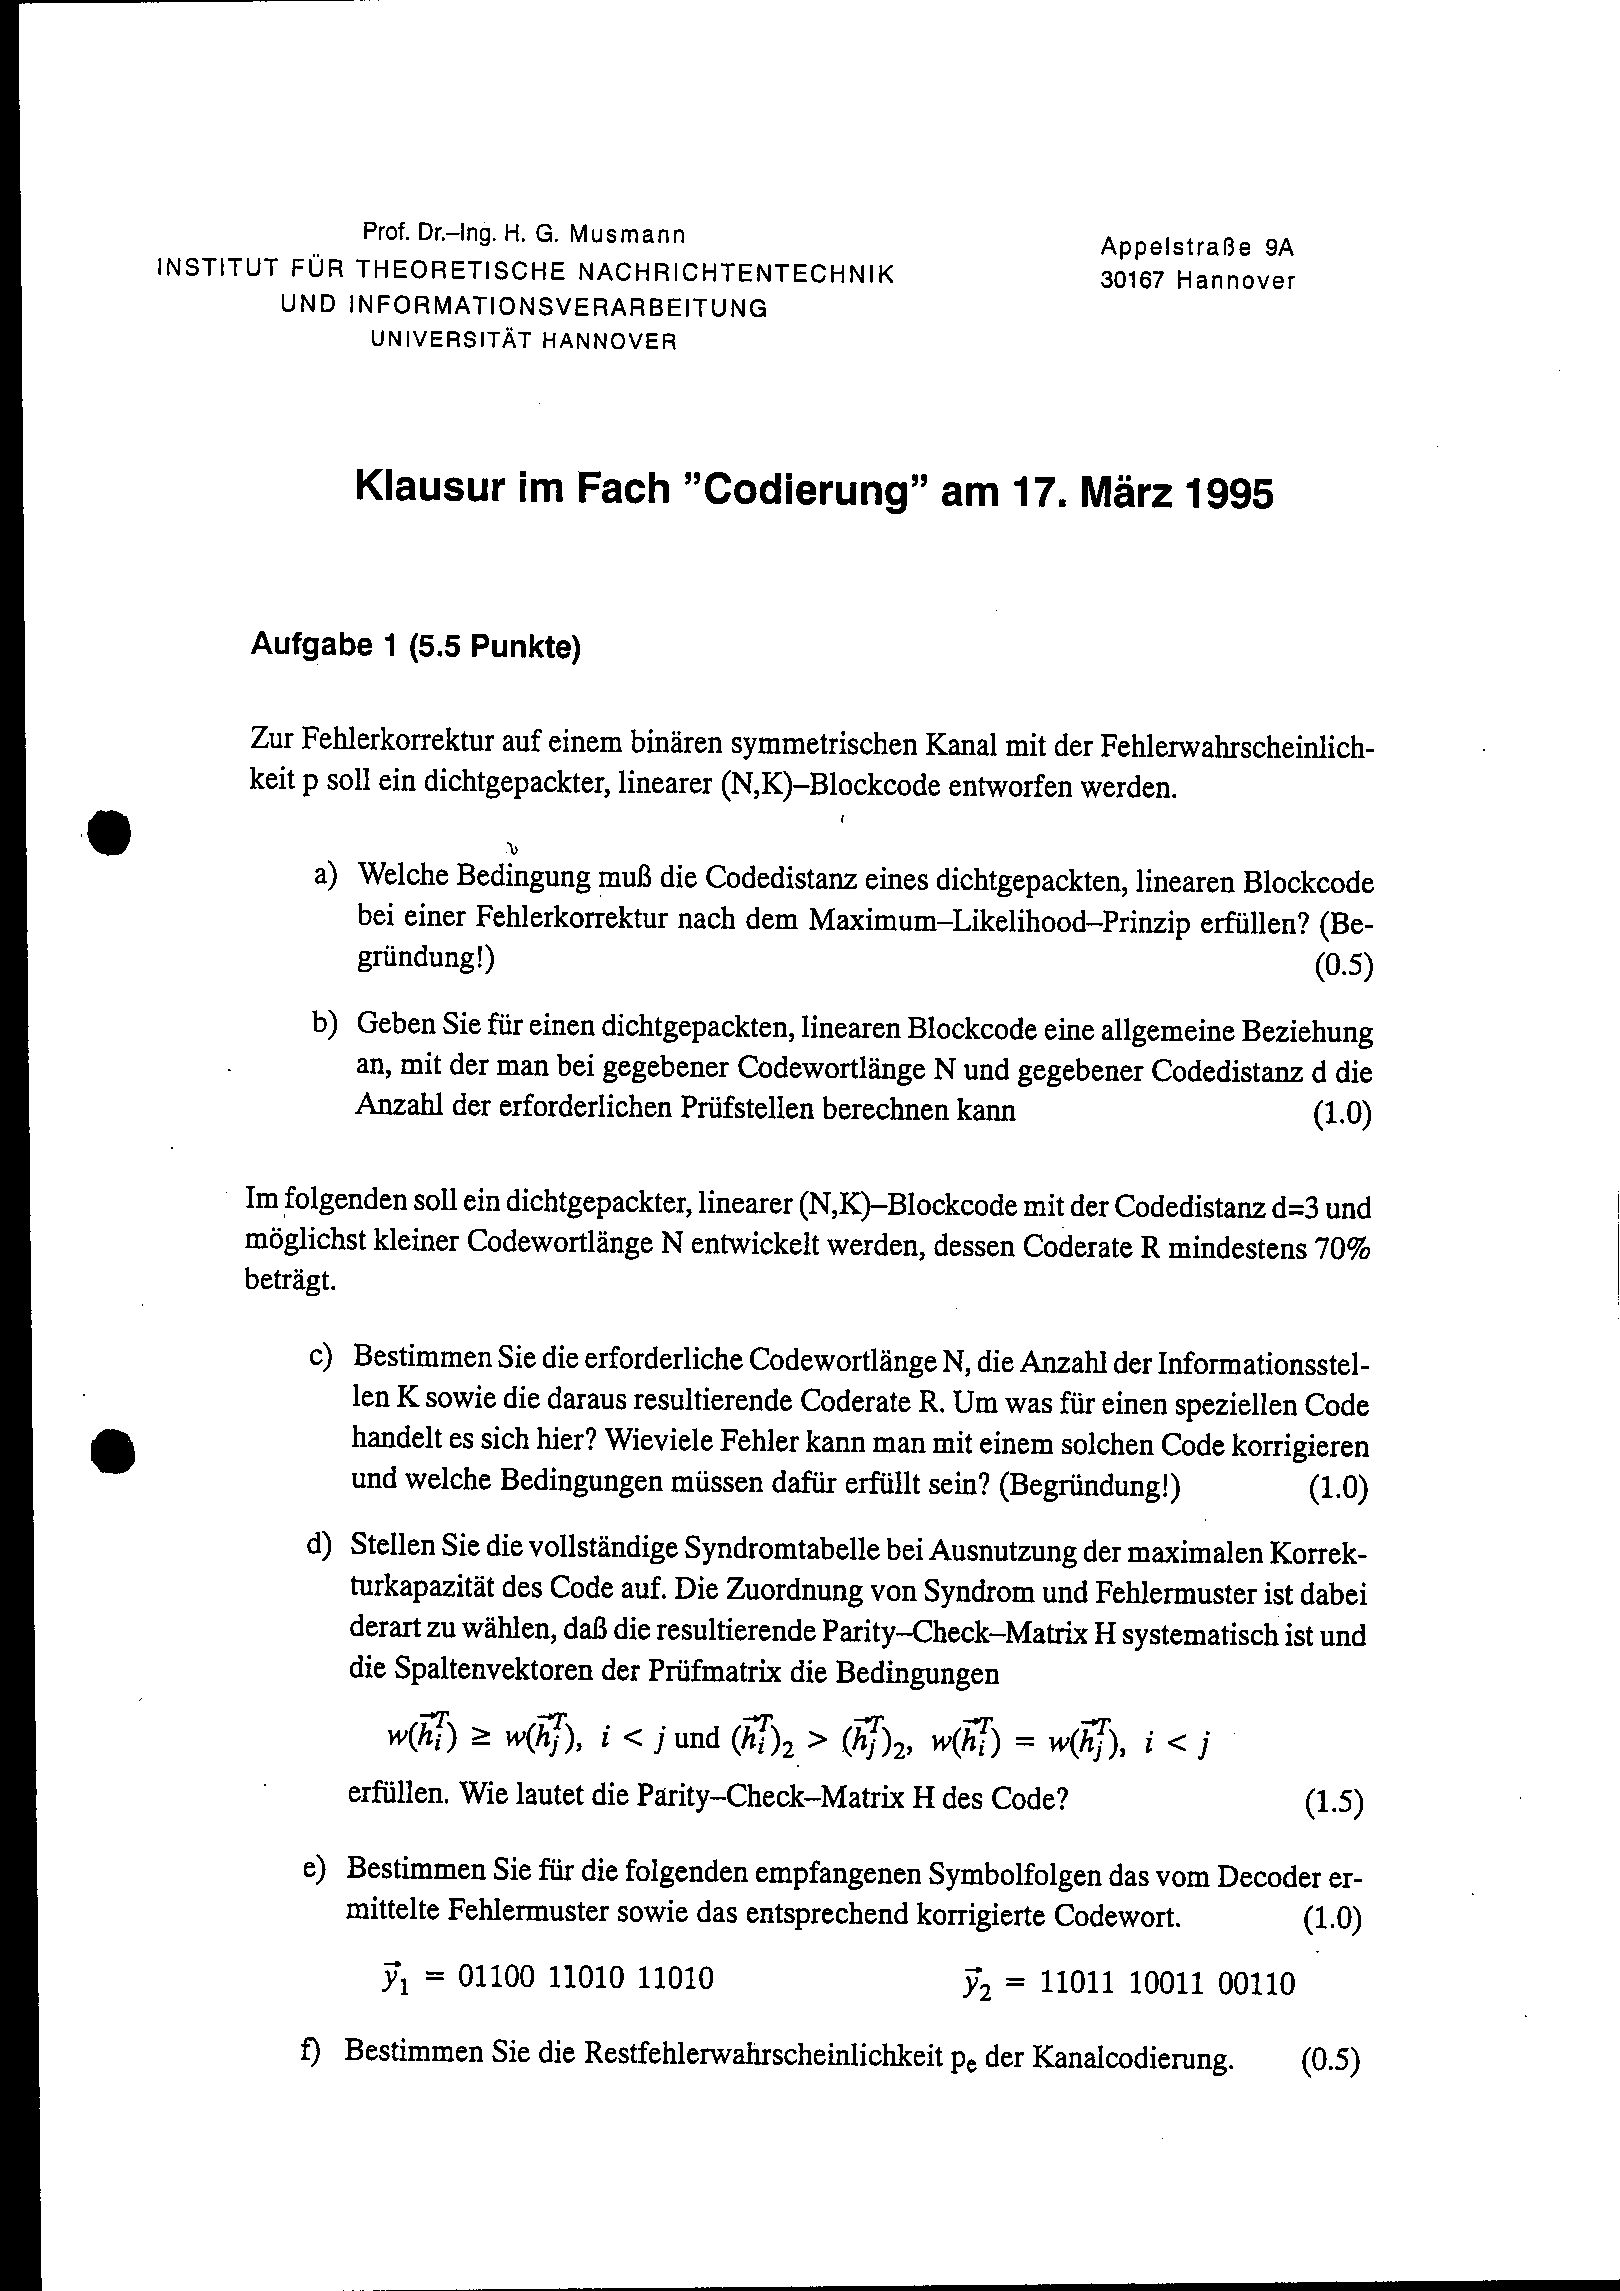 Prof. Dr.–Ing. H. G. Musmann
INSTITUT FÜR THEORETISCHE NACHRICHTENTECHNIK
UND INFORMATIONSVERARBEITUNG
UNIVERSITÄT HANNOVER
Appelstraße 9A
30167 Hannover
Klausur im Fach ”Codierung” am 17. März 1995
Aufgabe 1 (5.5 Punkte)
Zur Fehlerkorrektur auf einem binären symmetrischen Kanal mit der Fehlerwahrscheinlich-
keit p soll ein dichtgepackter, linearer (N,K)–Blockcode entworfen werden.
a) Welche Bedingung muß die Codedistanz eines dichtgepackten, linearen Blockcode
bei einer Fehlerkorrektur nach dem Maximum–Likelihood–Prinzip erfüllen? (Be-
gründung!) (0.5)
b) Geben Sie für einen dichtgepackten, linearen Blockcode eine allgemeine Beziehung
an, mit der man bei gegebener Codewortlänge N und gegebener Codedistanz d die
Anzahl der erforderlichen Prüfstellen berechnen kann (1.0)
Im folgenden soll ein dichtgepackter, linearer (N,K)–Blockcode mit der Codedistanz d=3 und
möglichst kleiner Codewortlänge N entwickelt werden, dessen Coderate R mindestens 70%
beträgt.
c) Bestimmen Sie die erforderliche Codewortlänge N, die Anzahl der Informationsstel-
len K sowie die daraus resultierende Coderate R. Um was für einen speziellen Code
handelt es sich hier? Wieviele Fehler kann man mit einem solchen Code korrigieren
und welche Bedingungen müssen dafür erfüllt sein? (Begründung!) (1.0)
d) Stellen Sie die vollständige Syndromtabelle bei Ausnutzung der maximalen Korrek-
turkapazität des Code auf. Die Zuordnung von Syndrom und Fehlermuster ist dabei
derart zu wählen, daß die resultierende Parity–Check–Matrix H systematisch ist und
die Spaltenvektoren der Prüfmatrix die Bedingungen
$w(\vec{h}_i^T) \geq w(\vec{h}_j^T),\ i < j$ und $(\vec{h}_i^T)_2 > (\vec{h}_j^T)_2,\ w(\vec{h}_i^T) = w(\vec{h}_j^T),\ i < j$
erfüllen. Wie lautet die Parity–Check–Matrix H des Code? (1.5)
e) Bestimmen Sie für die folgenden empfangenen Symbolfolgen das vom Decoder er-
mittelte Fehlermuster sowie das entsprechend korrigierte Codewort. (1.0)
$\vec{y}_1$ = 01100 11010 11010 $\vec{y}_2$ = 11011 10011 00110
f) Bestimmen Sie die Restfehlerwahrscheinlichkeit $p_e$ der Kanalcodierung. (0.5)